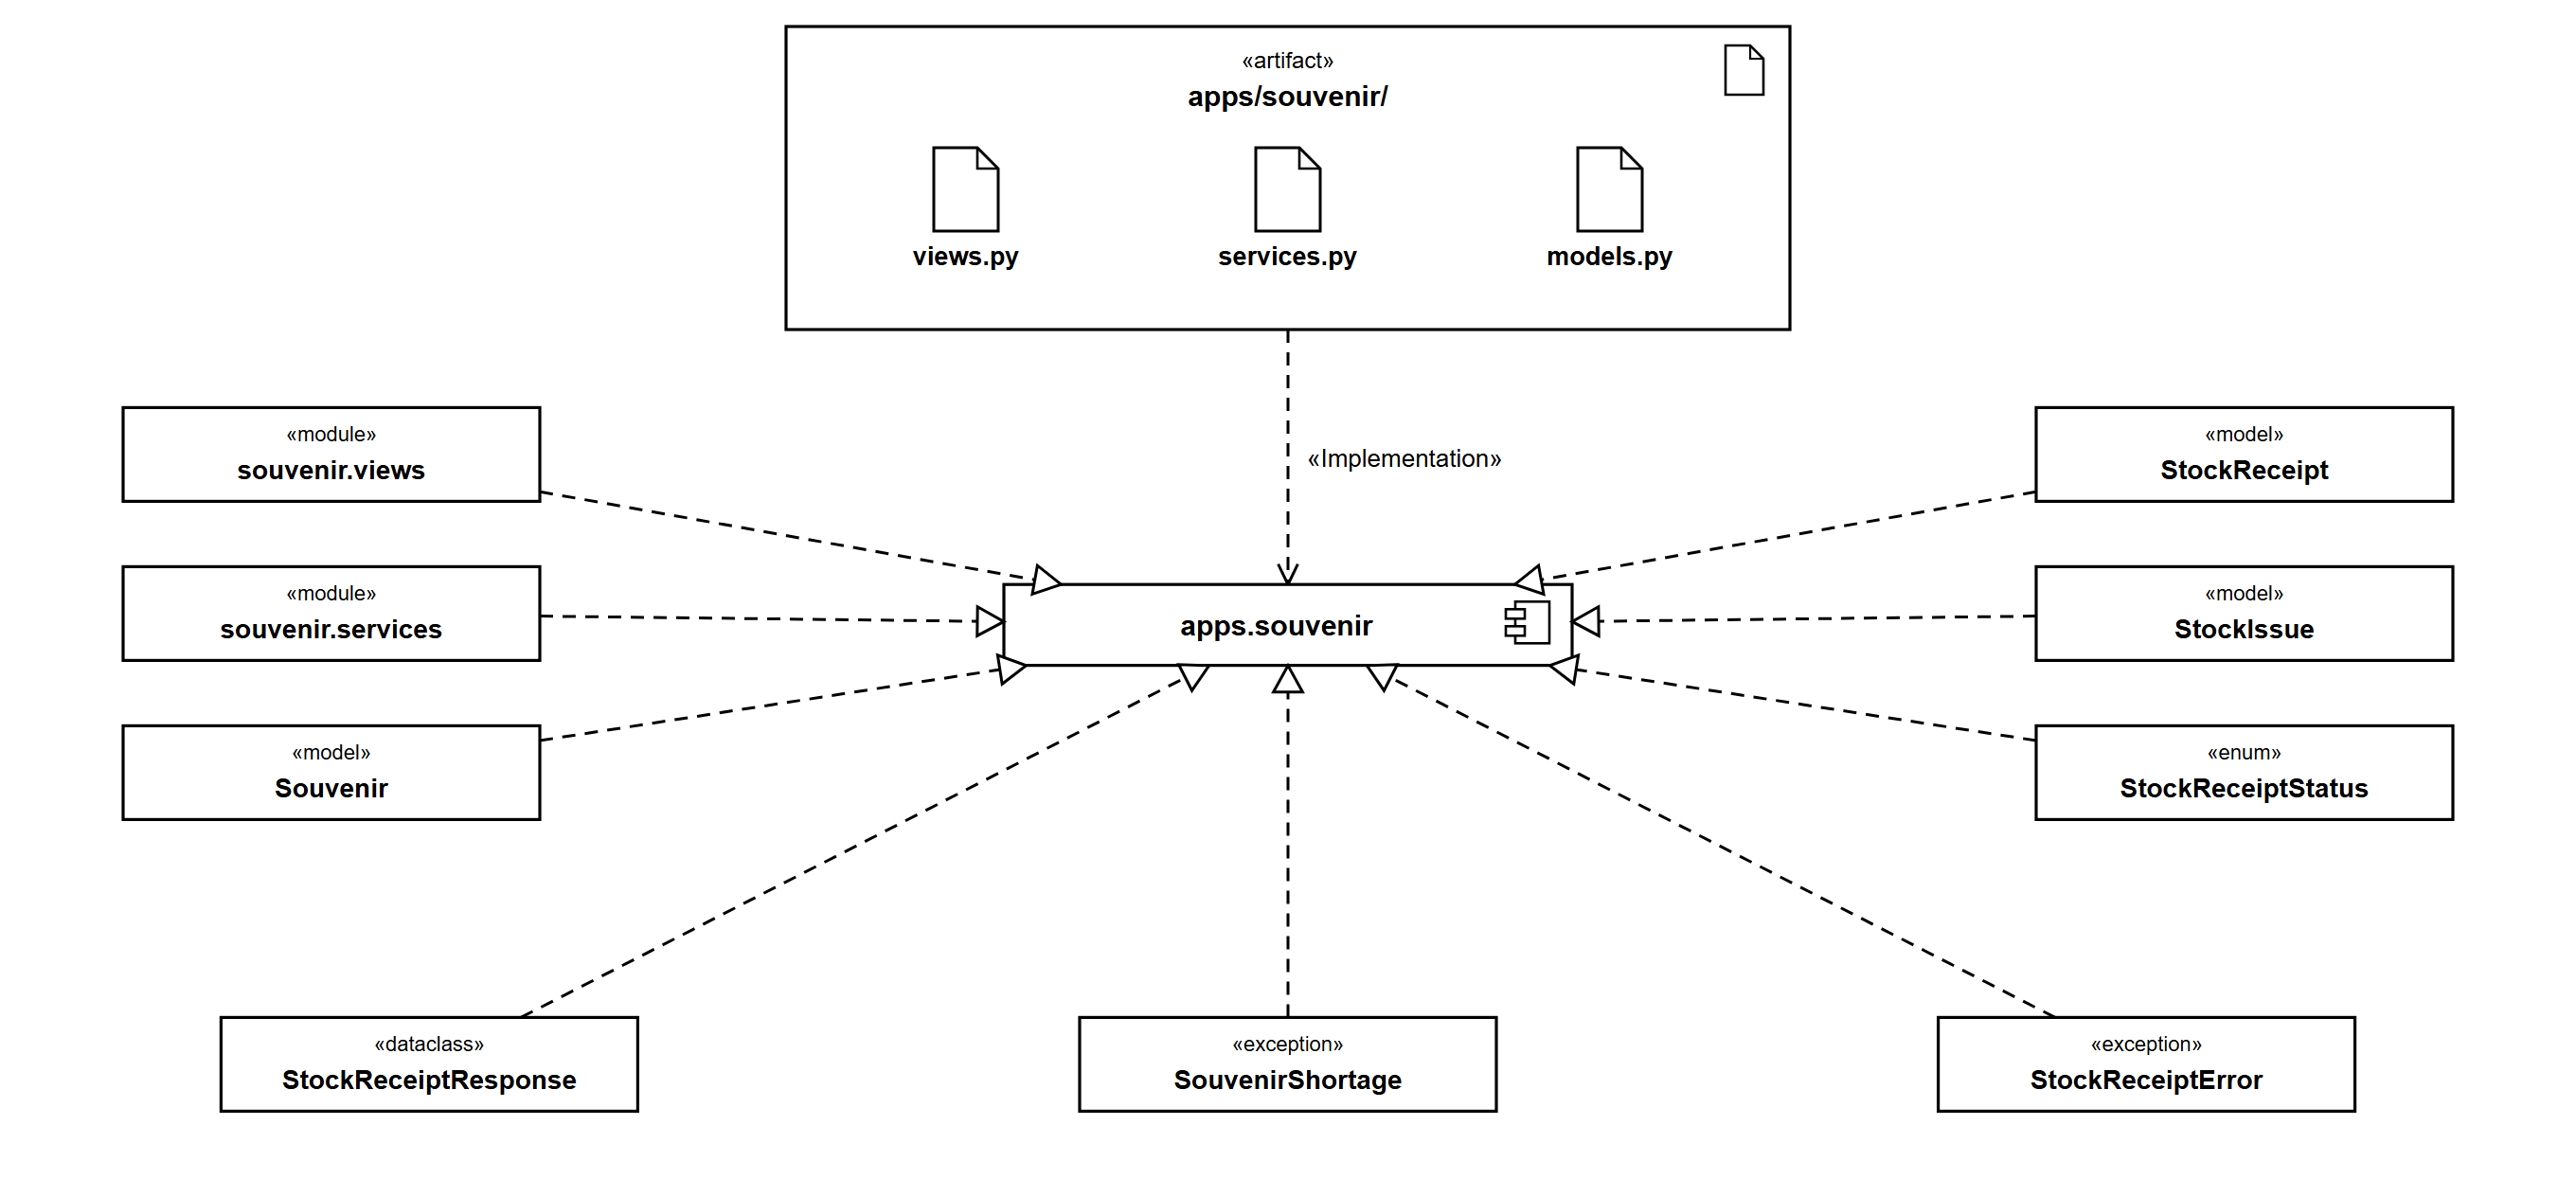 «artifact»
apps/souvenir/
views.py
services.py
models.py
«Implementation»
«module»
souvenir.views
«module»
souvenir.services
«model»
Souvenir
apps.souvenir
«model»
StockReceipt
«model»
StockIssue
«enum»
StockReceiptStatus
«dataclass»
StockReceiptResponse
«exception»
SouvenirShortage
«exception»
StockReceiptError